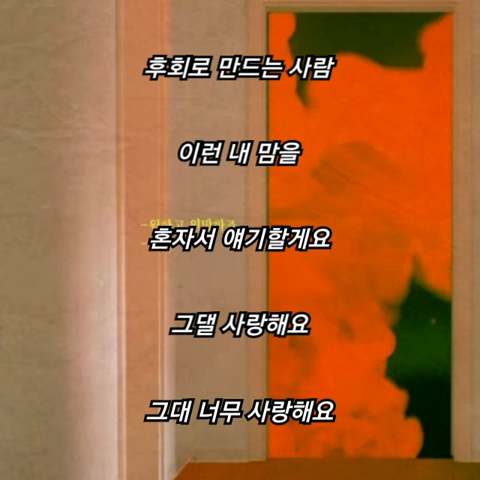 후회로 만드는 사람
이런 내 맘을
혼자서 얘기할게요
그댈 사랑해요
그대 너무 사랑해요